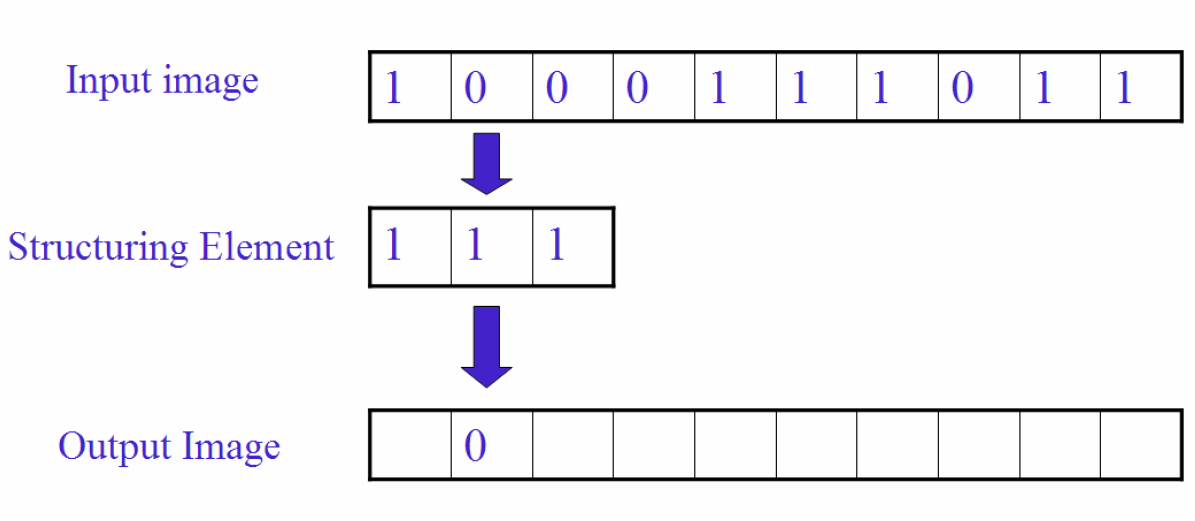 Input image 1 0 0 0 1 1 1 0 1 1
Structuring Element 1 1 1
Output Image 0